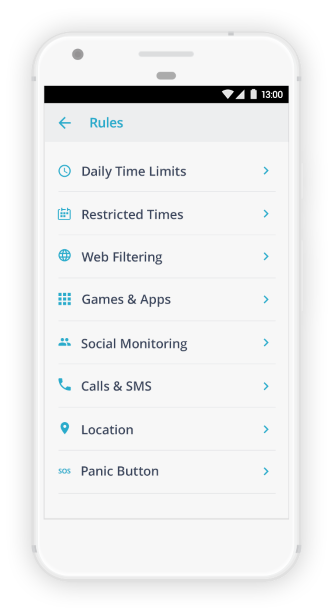 13:00
Rules
Daily Time Limits
Restricted Times
Web Filtering
Games & Apps
Social Monitoring
Calls & SMS
Location
SOS Panic Button